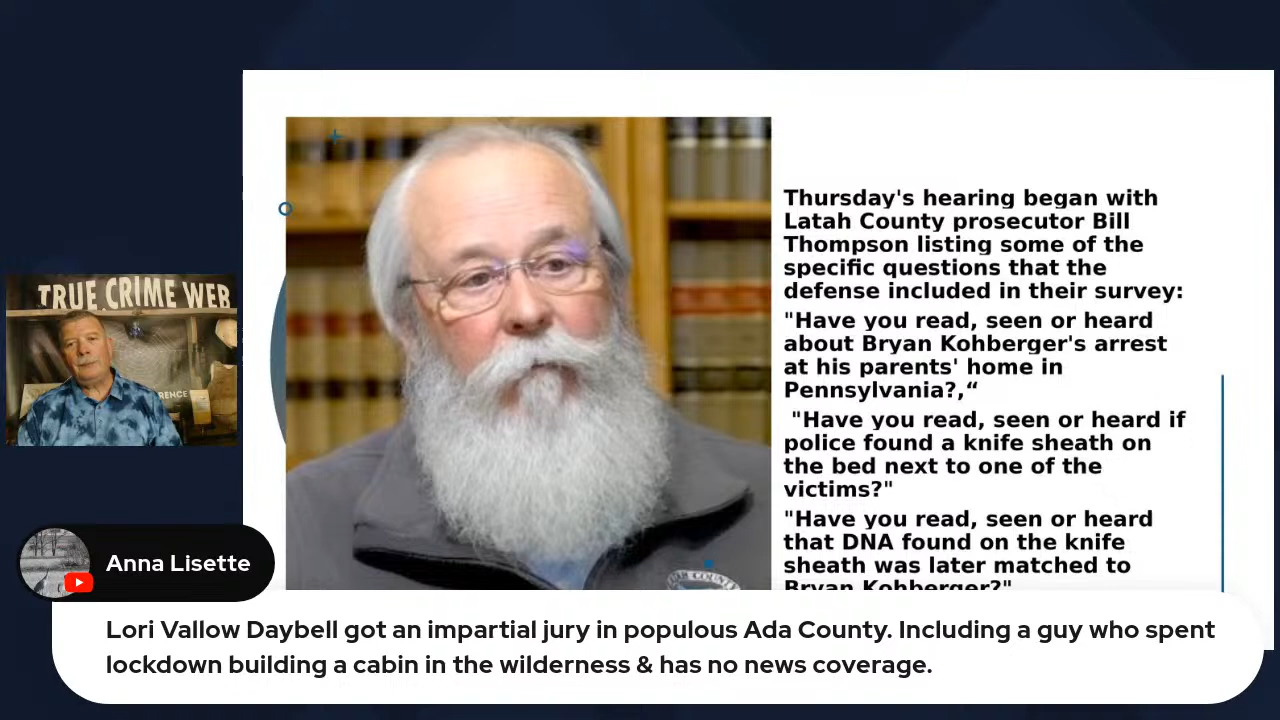 Thursday's hearing began with
Latah County prosecutor Bill
Thompson listing some of the
specific questions that the
defense included in their survey:
"Have you read, seen or heard
about Bryan Kohberger's arrest
at his parents' home in
Pennsylvania?,“
"Have you read, seen or heard if
police found a knife sheath on
the bed next to one of the
victims?"
"Have you read, seen or heard
that DNA found on the knife
sheath was later matched to
Bryan Kohberger?"
TRUE CRIME WEB
Anna Lisette
Lori Vallow Daybell got an impartial jury in populous Ada County. Including a guy who spent
lockdown building a cabin in the wilderness & has no news coverage.